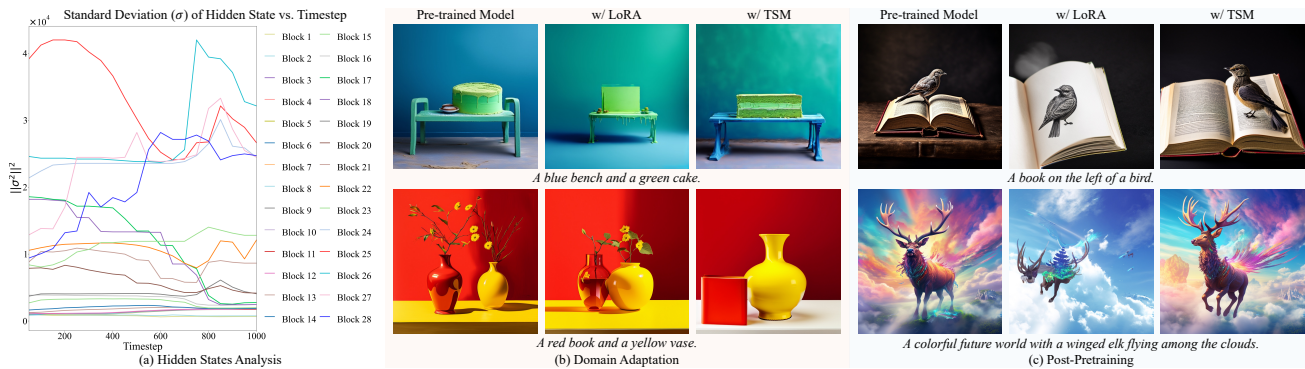 Standard Deviation (σ) of Hidden State vs. Timestep
×10⁴
4
3
2
1
0
||σ²||²
200 400 600 800 1000
Timestep
Block 1 Block 15
Block 2 Block 16
Block 3 Block 17
Block 4 Block 18
Block 5 Block 19
Block 6 Block 20
Block 7 Block 21
Block 8 Block 22
Block 9 Block 23
Block 10 Block 24
Block 11 Block 25
Block 12 Block 26
Block 13 Block 27
Block 14 Block 28
(a) Hidden States Analysis
Pre-trained Model w/ LoRA w/ TSM
A blue bench and a green cake.
A red book and a yellow vase.
(b) Domain Adaptation
Pre-trained Model w/ LoRA w/ TSM
A book on the left of a bird.
A colorful future world with a winged elk flying among the clouds.
(c) Post-Pretraining